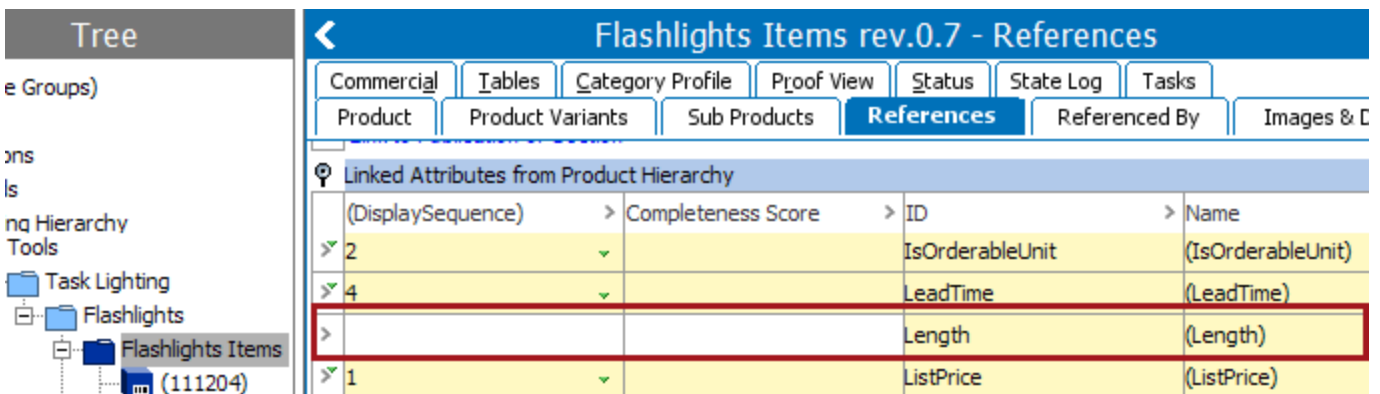 Tree
e Groups)
ons
ls
ng Hierarchy
Tools
Task Lighting
Flashlights
Flashlights Items
(111204)
Flashlights Items rev.0.7 - References
Commercial Tables Category Profile Proof View Status State Log Tasks
Product Product Variants Sub Products References Referenced By Images & D
Linked Attributes from Product Hierarchy
(DisplaySequence) > Completeness Score > ID > Name
2 IsOrderableUnit (IsOrderableUnit)
4 LeadTime (LeadTime)
Length (Length)
1 ListPrice (ListPrice)